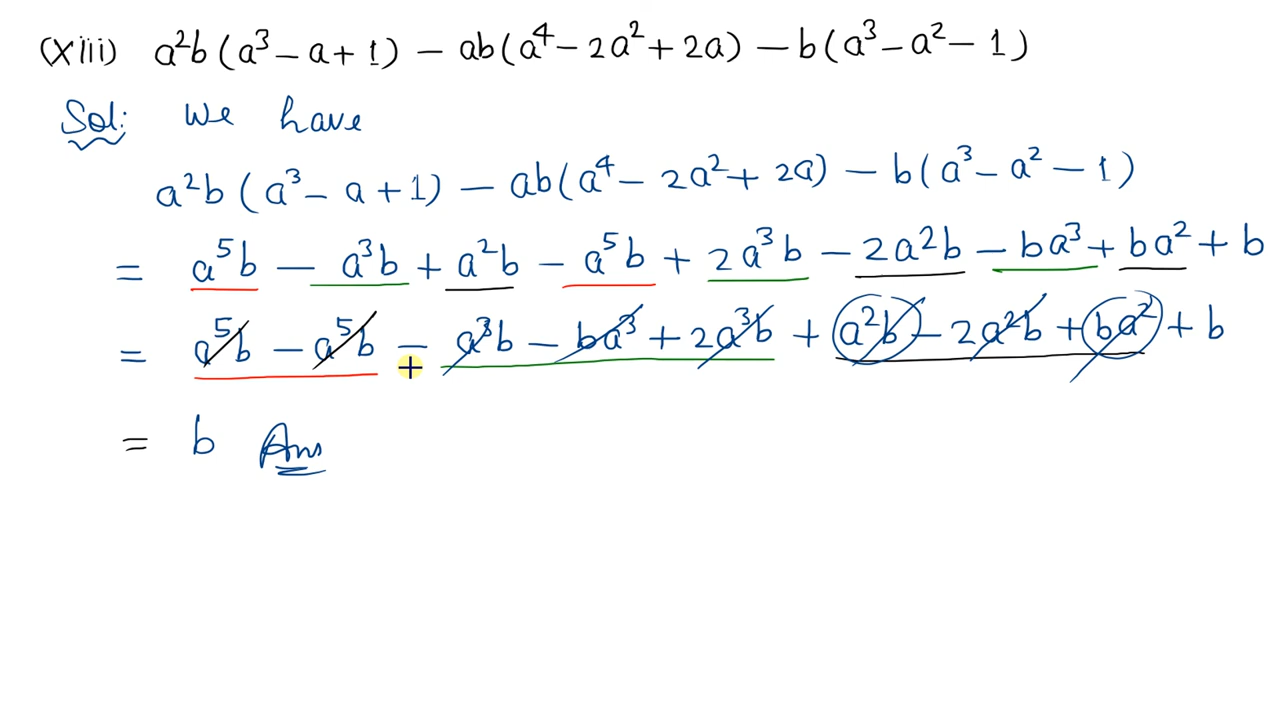 (xiii) a²b(a³ - a + 1) - ab(a⁴ - 2a² + 2a) - b(a³ - a² - 1)
Sol: We have
a²b(a³ - a + 1) - ab(a⁴ - 2a² + 2a) - b(a³ - a² - 1)
= a⁵b - a³b + a²b - a⁵b + 2a³b - 2a²b - ba³ + ba² + b
= a⁵b - a⁵b - a³b - ba³ + 2a³b + a²b - 2a²b + ba² + b
= b Ans